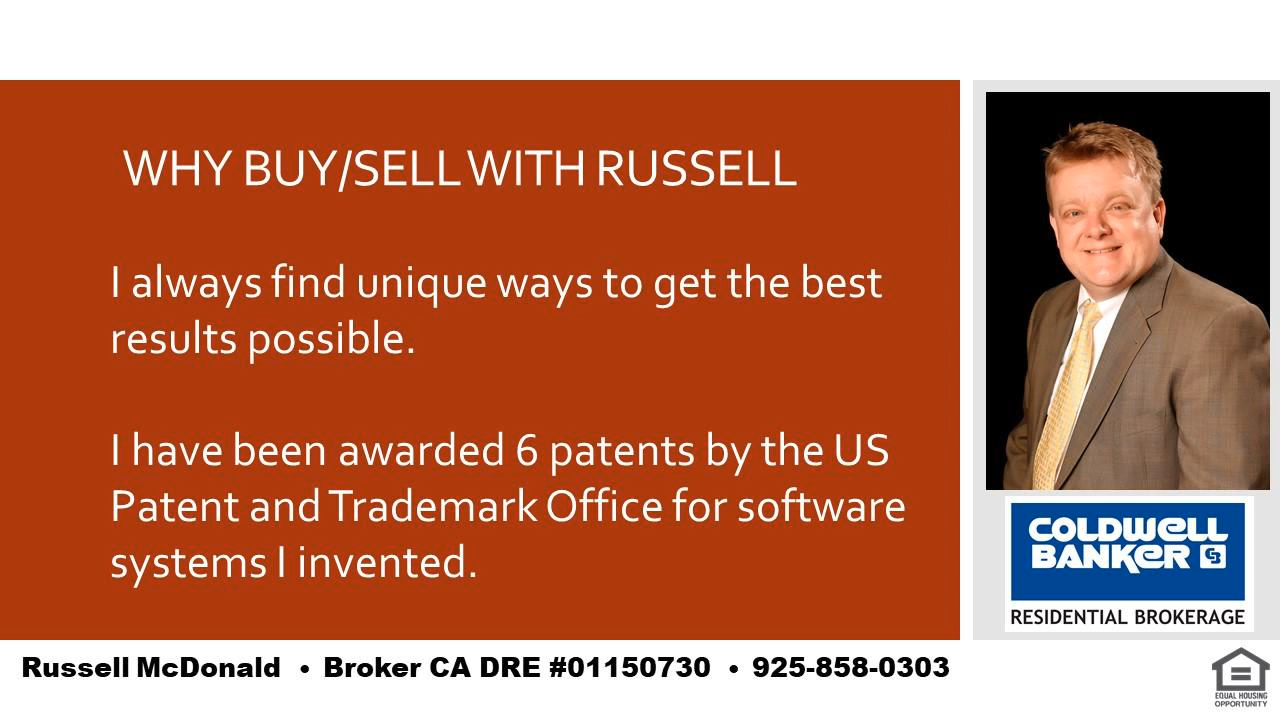 WHY BUY/SELL WITH RUSSELL
I always find unique ways to get the best
results possible.
I have been awarded 6 patents by the US
Patent and Trademark Office for software
systems I invented.
COLDWELL
BANKER CB
RESIDENTIAL BROKERAGE
Russell McDonald • Broker CA DRE #01150730 • 925-858-0303
EQUAL HOUSING
OPPORTUNITY